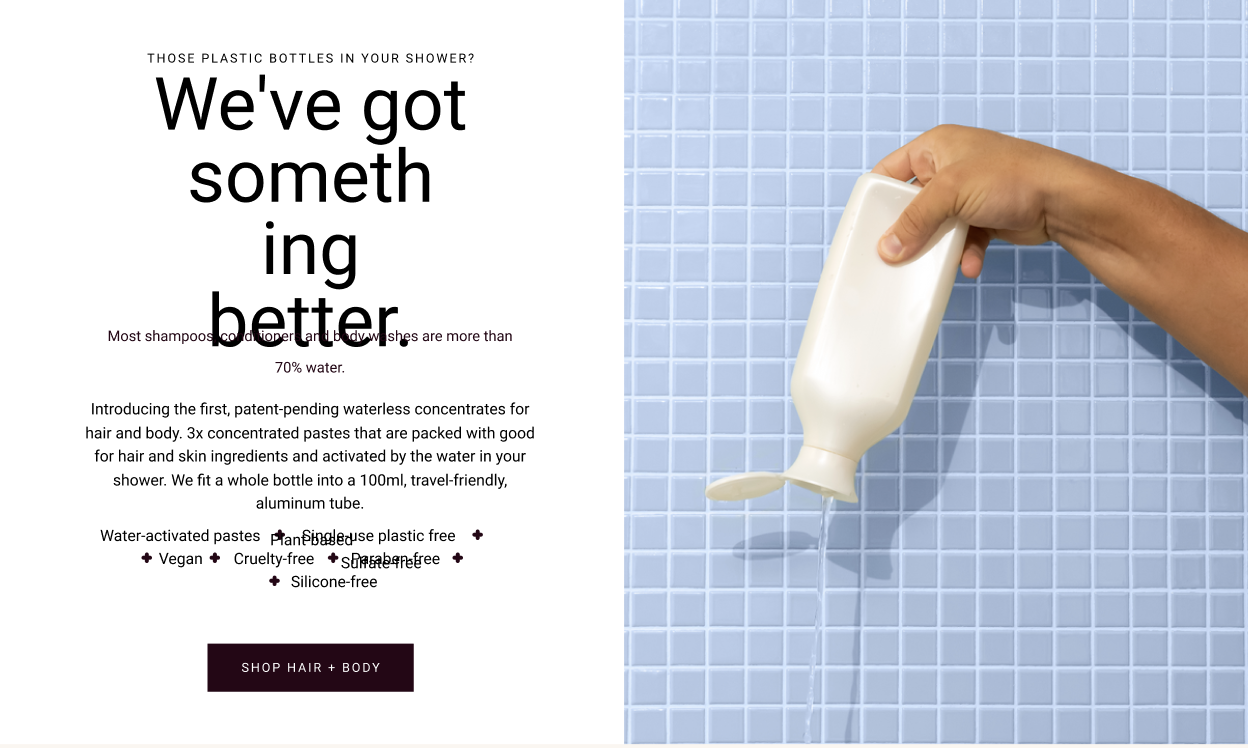 THOSE PLASTIC BOTTLES IN YOUR SHOWER?
We've got
someth
ing
better.
Most shampoos, conditioners and body washes are more than
70% water.
Introducing the first, patent-pending waterless concentrates for
hair and body. 3x concentrated pastes that are packed with good
for hair and skin ingredients and activated by the water in your
shower. We fit a whole bottle into a 100ml, travel-friendly,
aluminum tube.
Water-activated pastes Single-use plastic free
Plant based
Vegan Cruelty-free Paraben-free
Sulfate-free
Silicone-free
SHOP HAIR + BODY